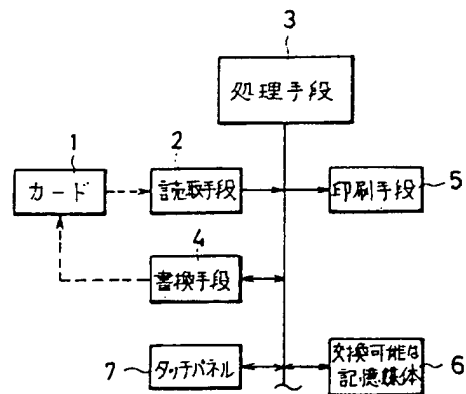 3
処理手段
1
カード
2
読取手段
印刷手段
5
4
書換手段
7
タッチパネル
交換可能な
記憶媒体
6